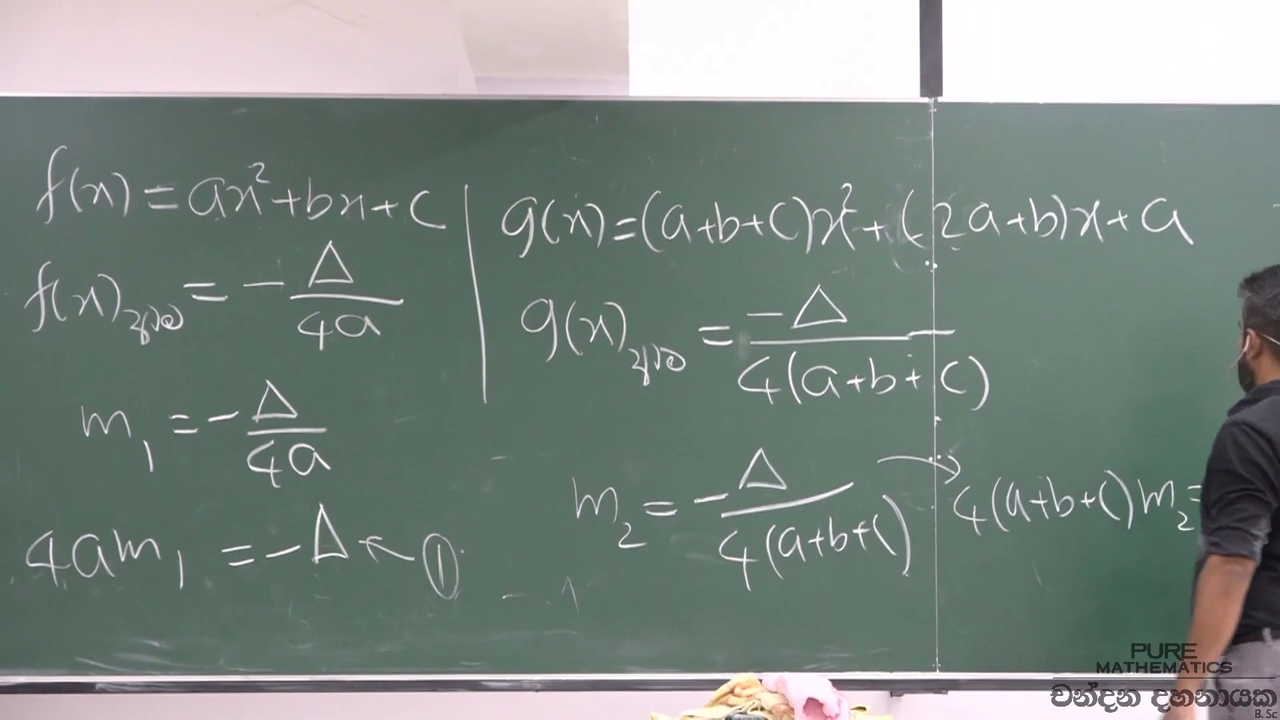 f(x) = ax² + bx + c
f(x)අවම = - Δ/4a
m₁ = - Δ/4a
4am₁ = - Δ ← ①
g(x) = (a+b+c)x² + (2a+b)x + a
g(x)අවම = -Δ/4(a+b+c)
m₂ = - Δ/4(a+b+c) → 4(a+b+c)m₂ =
PURE
MATHEMATICS
චන්දන දහනායක
B.Sc